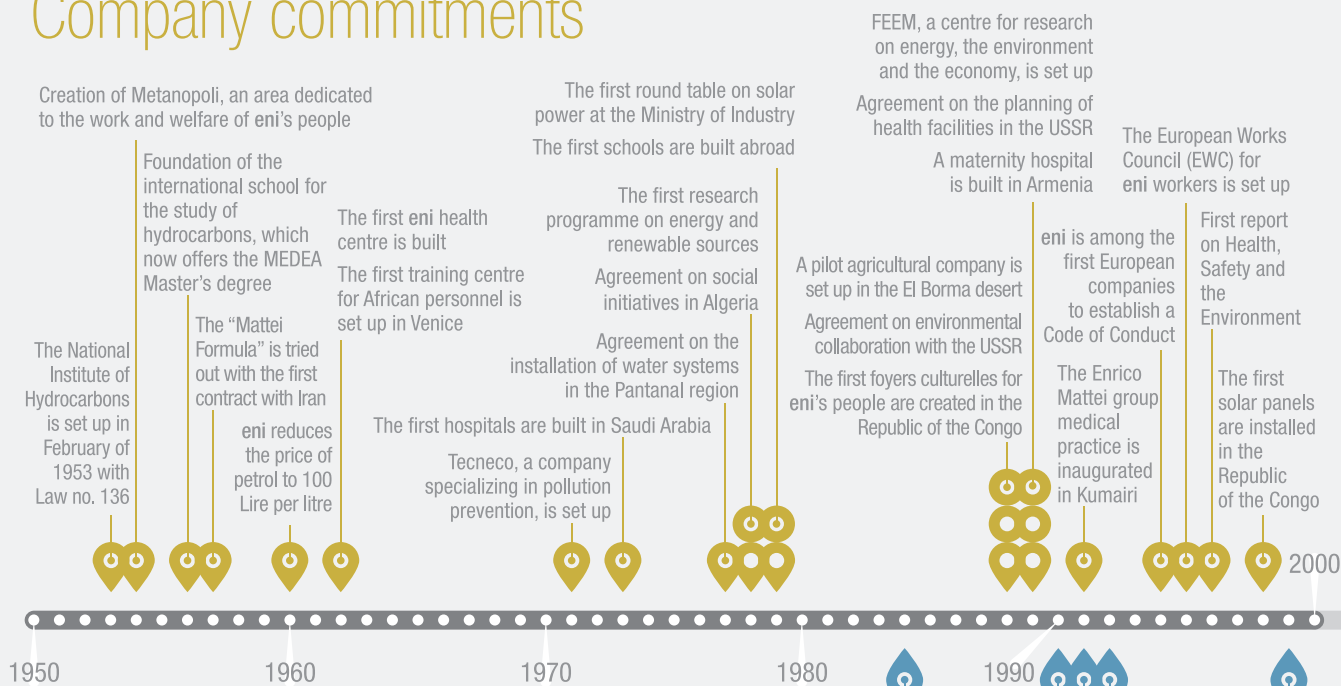 Company commitments
Creation of Metanopoli, an area dedicated
to the work and welfare of eni's people
Foundation of the
international school for
the study of
hydrocarbons, which
now offers the MEDEA
Master's degree
The National
Institute of
Hydrocarbons
is set up in
February of
1953 with
Law no. 136
The “Mattei
Formula” is tried
out with the first
contract with Iran
eni reduces
the price of
petrol to 100
Lire per litre
The first eni health
centre is built
The first training centre
for African personnel is
set up in Venice
Tecneco, a company
specializing in pollution
prevention, is set up
The first hospitals are built in Saudi Arabia
Agreement on the
installation of water systems
in the Pantanal region
The first research
programme on energy and
renewable sources
Agreement on social
initiatives in Algeria
The first round table on solar
power at the Ministry of Industry
The first schools are built abroad
A pilot agricultural company is
set up in the El Borma desert
Agreement on environmental
collaboration with the USSR
The first foyers culturelles for
eni's people are created in the
Republic of the Congo
FEEM, a centre for research
on energy, the environment
and the economy, is set up
Agreement on the planning of
health facilities in the USSR
A maternity hospital
is built in Armenia
The Enrico
Mattei group
medical
practice is
inaugurated
in Kumairi
eni is among the
first European
companies
to establish a
Code of Conduct
The European Works
Council (EWC) for
eni workers is set up
First report
on Health,
Safety and
the
Environment
The first
solar panels
are installed
in the
Republic
of the Congo
2000
1950
1960
1970
1980
1990